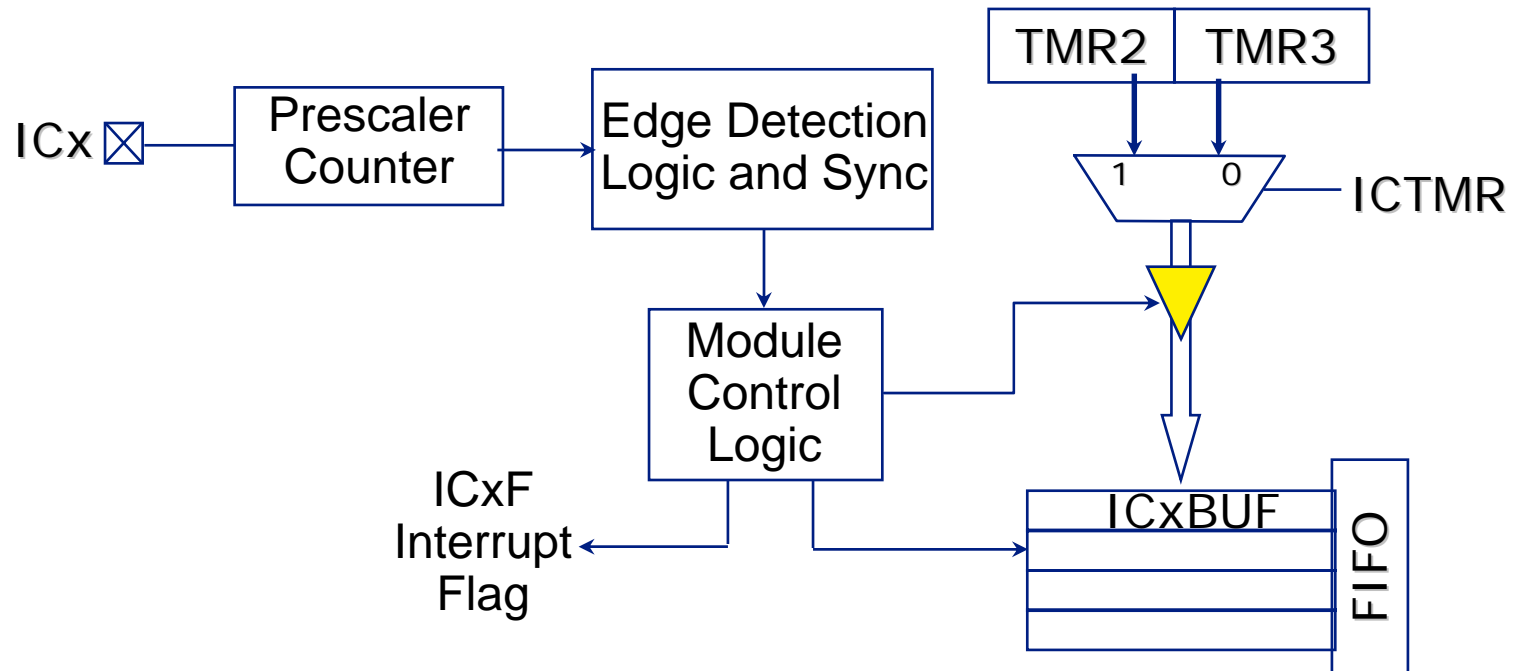 TMR2 TMR3
ICx
Prescaler
Counter
Edge Detection
Logic and Sync
1 0
ICTMR
Module
Control
Logic
ICxF
Interrupt
Flag
ICxBUF
FIFO